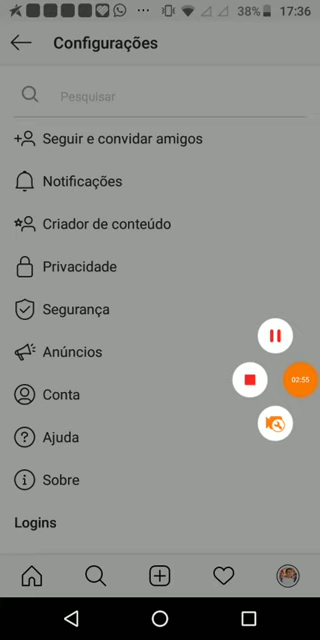 38% 17:36
Configurações
Pesquisar
Seguir e convidar amigos
Notificações
Criador de conteúdo
Privacidade
Segurança
Anúncios
02:55
Conta
Ajuda
Sobre
Logins